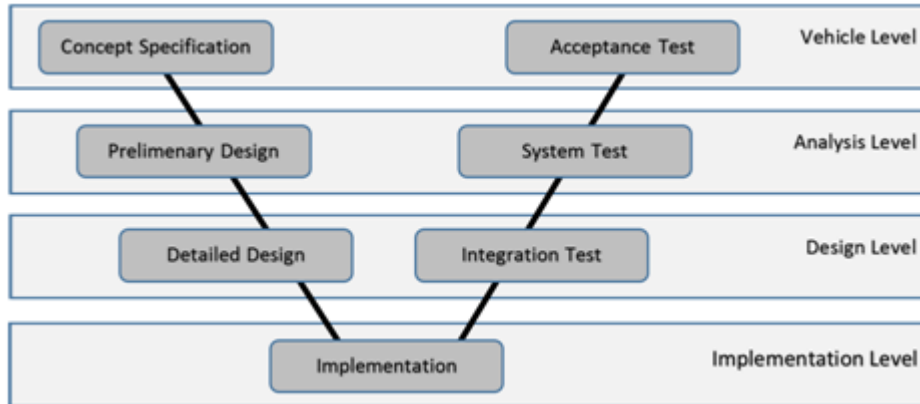 Concept Specification
Acceptance Test
Vehicle Level
Prelimenary Design
System Test
Analysis Level
Detailed Design
Integration Test
Design Level
Implementation
Implementation Level